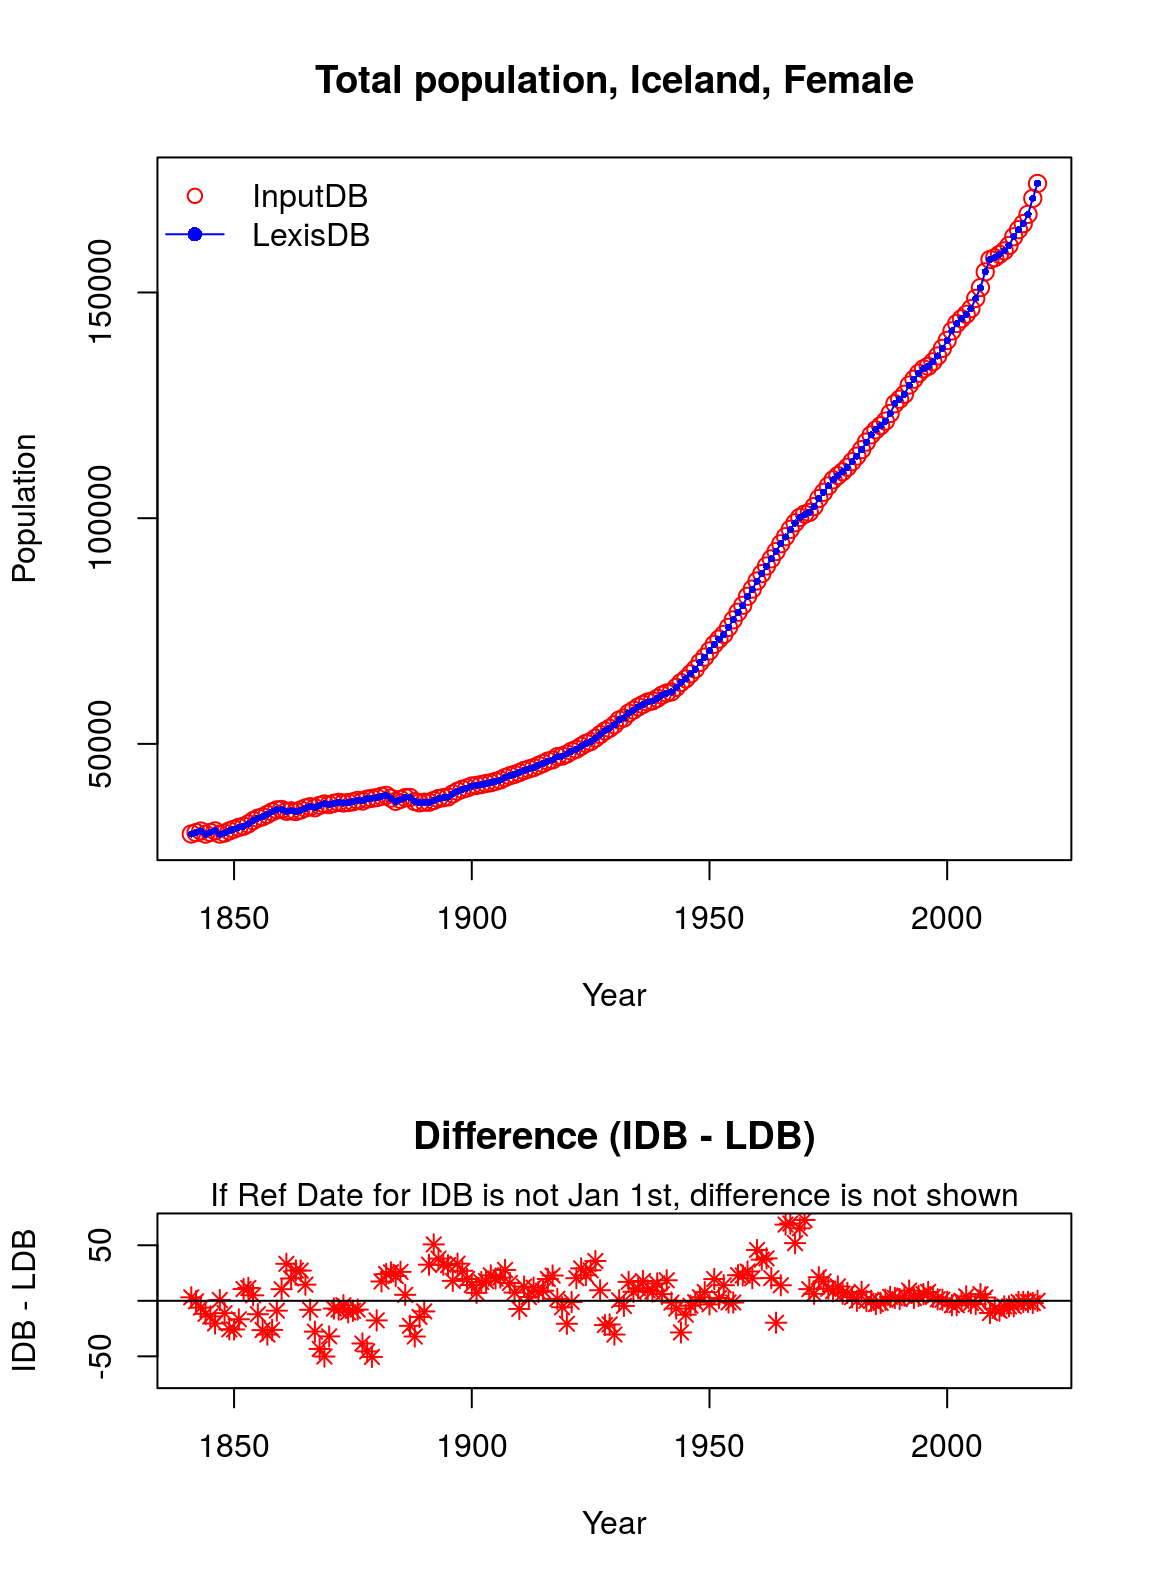 Total population, Iceland, Female
InputDB
LexisDB
Population
150000
100000
50000
1850 1900 1950 2000
Year
Difference (IDB - LDB)
If Ref Date for IDB is not Jan 1st, difference is not shown
IDB - LDB
50
-50
1850 1900 1950 2000
Year